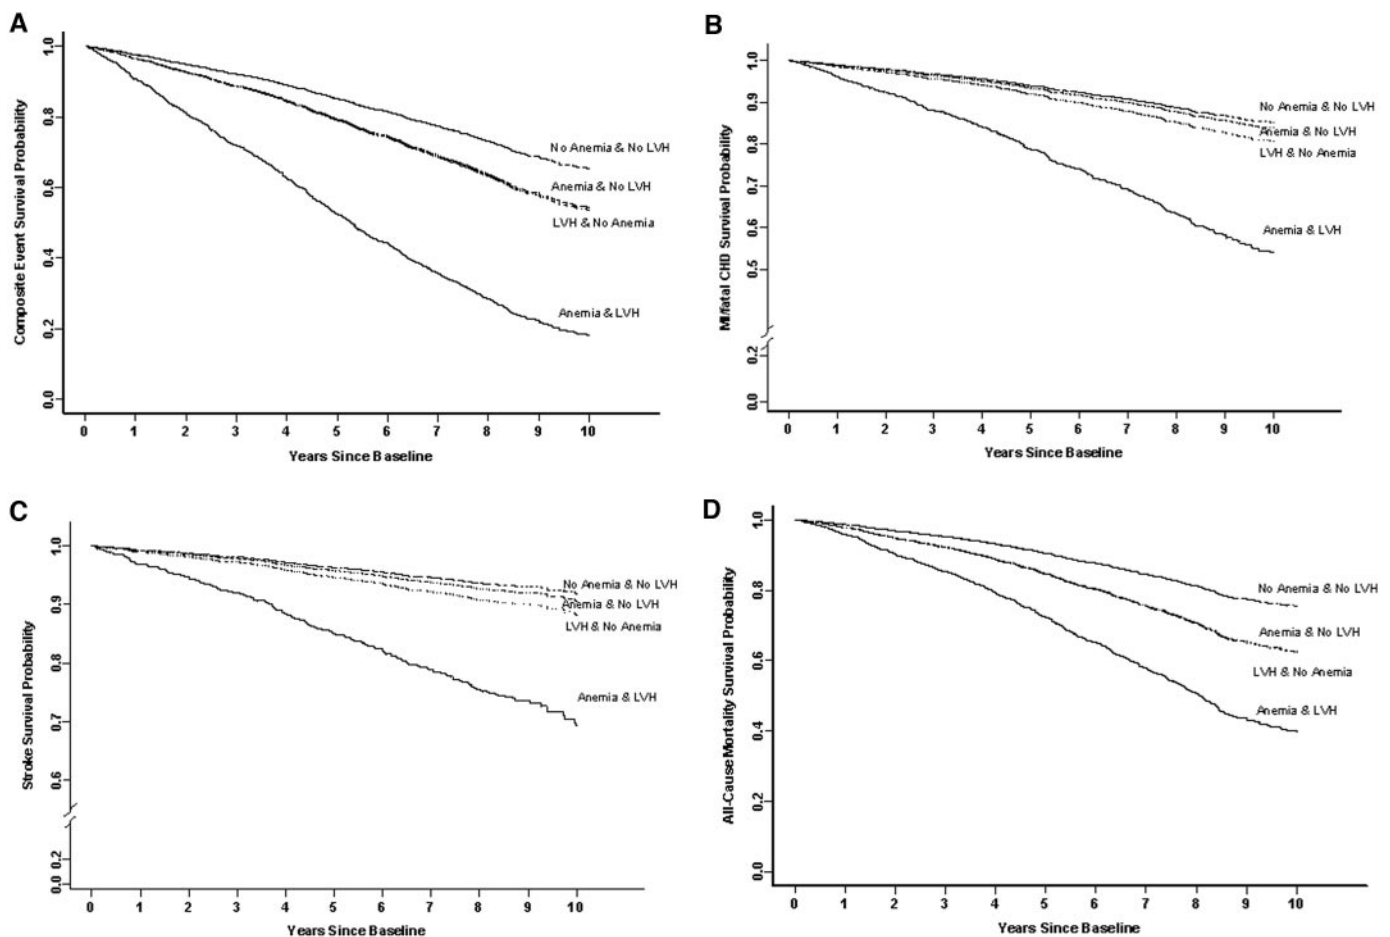 A
Composite Event Survival Probability
1.0
0.8
0.6
0.4
0.2
0.0
No Anemia & No LVH
Anemia & No LVH
LVH & No Anemia
Anemia & LVH
0 1 2 3 4 5 6 7 8 9 10
Years Since Baseline
B
MI/fatal CHD Survival Probability
1.0
0.9
0.8
0.7
0.6
0.5
0.2
0.0
No Anemia & No LVH
Anemia & No LVH
LVH & No Anemia
Anemia & LVH
0 1 2 3 4 5 6 7 8 9 10
Years Since Baseline
C
Stroke Survival Probability
1.0
0.9
0.8
0.7
0.6
0.2
0.0
No Anemia & No LVH
Anemia & No LVH
LVH & No Anemia
Anemia & LVH
0 1 2 3 4 5 6 7 8 9 10
Years Since Baseline
D
All-Cause Mortality Survival Probability
1.0
0.8
0.6
0.4
0.2
0.0
No Anemia & No LVH
Anemia & No LVH
LVH & No Anemia
Anemia & LVH
0 1 2 3 4 5 6 7 8 9 10
Years Since Baseline